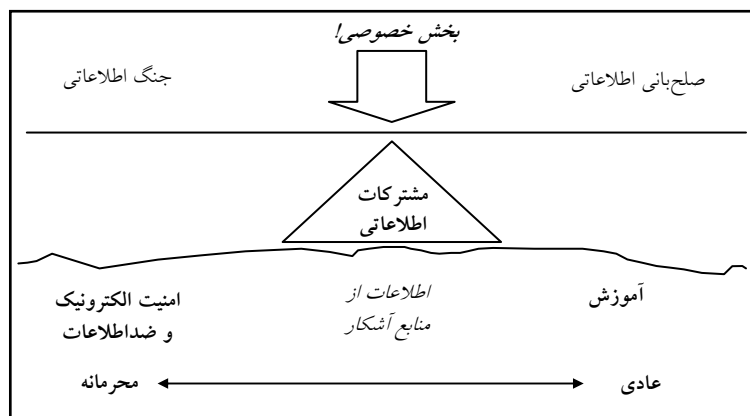 بخش خصوصی!
صلح‌بانی اطلاعاتی
جنگ اطلاعاتی
مشترکات
اطلاعاتی
آموزش
اطلاعات از
منابع آشکار
امنیت الکترونیک
و ضداطلاعات
عادی
محرمانه